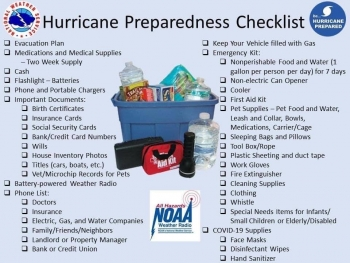 Hurricane Preparedness Checklist
HURRICANE
PREPARED
Evacuation Plan
Medications and Medical Supplies
– Two Week Supply
Cash
Flashlight – Batteries
Phone and Portable Chargers
Important Documents:
Birth Certificates
Insurance Cards
Social Security Cards
Bank/Credit Card Numbers
Wills
House Inventory Photos
Titles (cars, boats, etc.)
Vet/Microchip Records for Pets
Battery-powered Weather Radio
Phone List:
Doctors
Insurance
Electric, Gas, and Water Companies
Family/Friends/Neighbors
Landlord or Property Manager
Bank or Credit Union
Aid Kit
All Hazards
NOAA
Weather Radio
Keep Your Vehicle filled with Gas
Emergency Kit:
Nonperishable Food and Water (1
gallon per person per day) for 7 days
Non-electric Can Opener
Cooler
First Aid Kit
Pet Supplies – Pet Food and Water,
Leash and Collar, Bowls,
Medications, Carrier/Cage
Sleeping Bags and Pillows
Tool Box/Rope
Plastic Sheeting and duct tape
Work Gloves
Fire Extinguisher
Cleaning Supplies
Clothing
Whistle
Special Needs Items for Infants/
Small Children or Elderly/Disabled
COVID-19 Supplies
Face Masks
Disinfectant Wipes
Hand Sanitizer